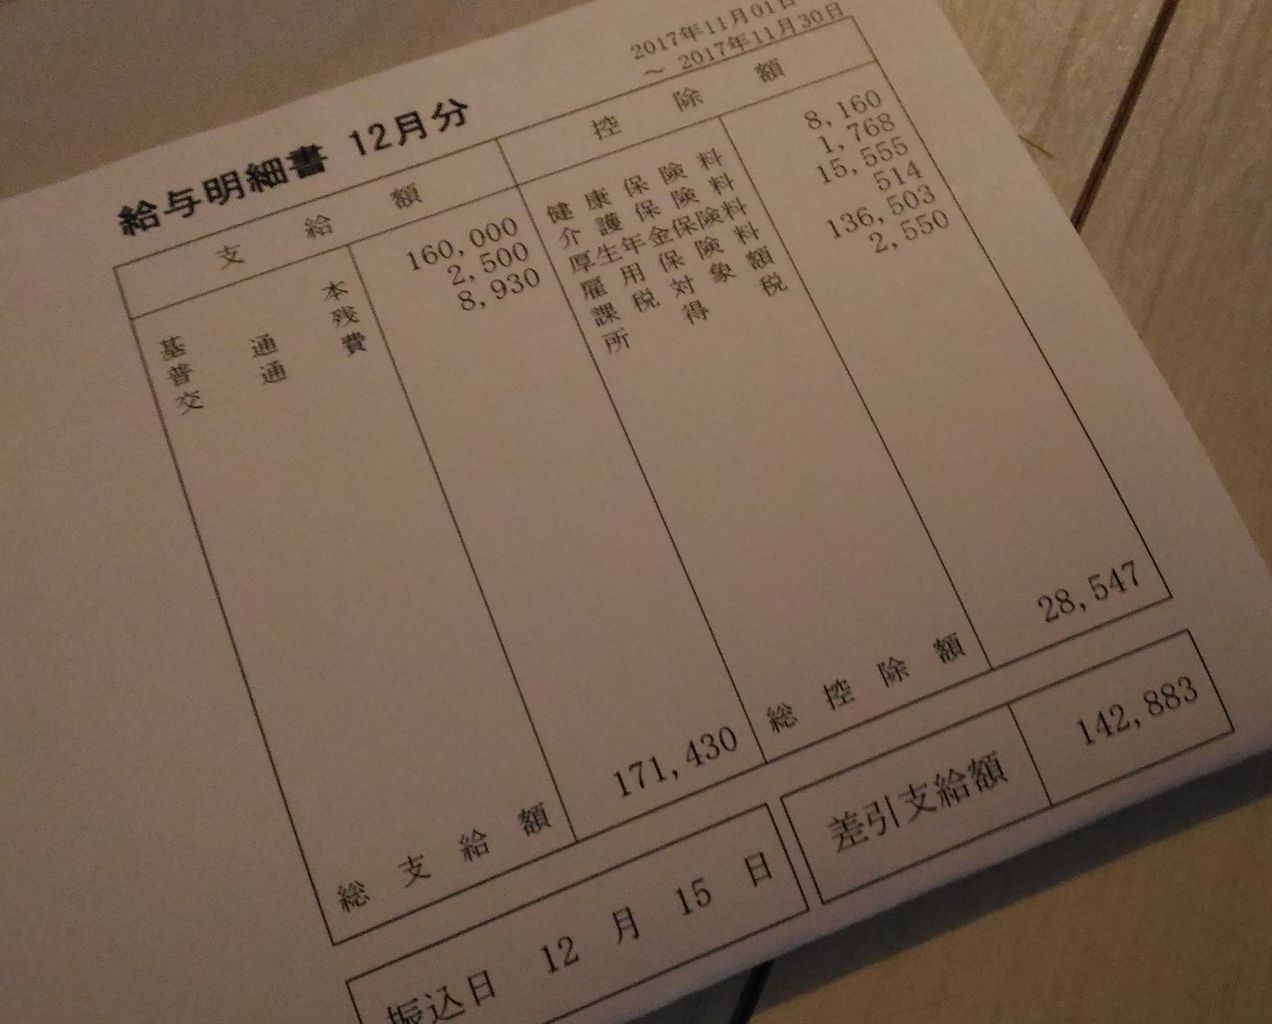 給与明細書 12月分
2017年11月01日
～ 2017年11月30日
支給額
控除額
基本 160,000
普通残 2,500
交通費 8,930
健康保険料 8,160
介護保険料 1,768
厚生年金保険料 15,555
雇用保険料 514
課税対象額 136,503
所得税 2,550
総支給額 171,430
総控除額 28,547
振込日 12月15日
差引支給額 142,883